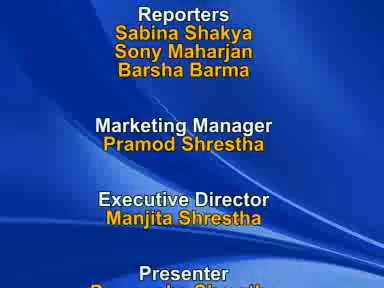 Reporters
Sabina Shakya
Sony Maharjan
Barsha Barma
Marketing Manager
Pramod Shrestha
Executive Director
Manjita Shrestha
Presenter